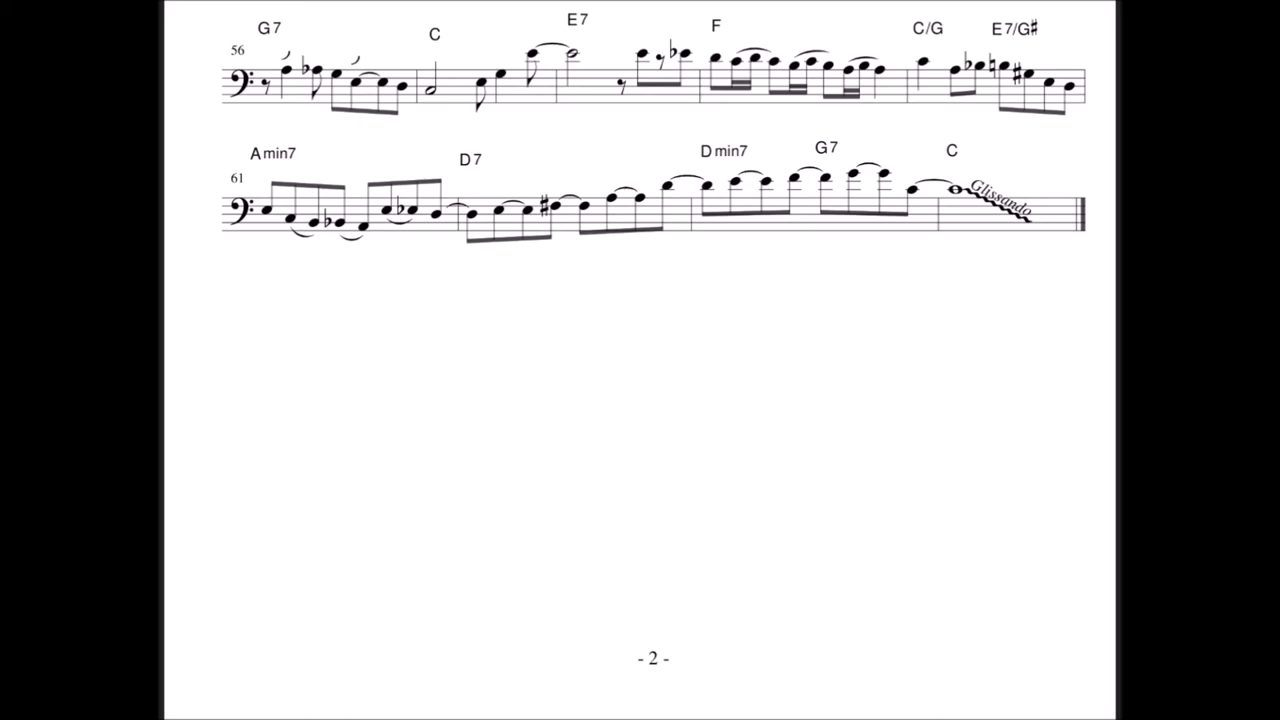 G7 C E7 F C/G E7/G♯
56
Amin7 D7 Dmin7 G7 C
61
Glissando
- 2 -